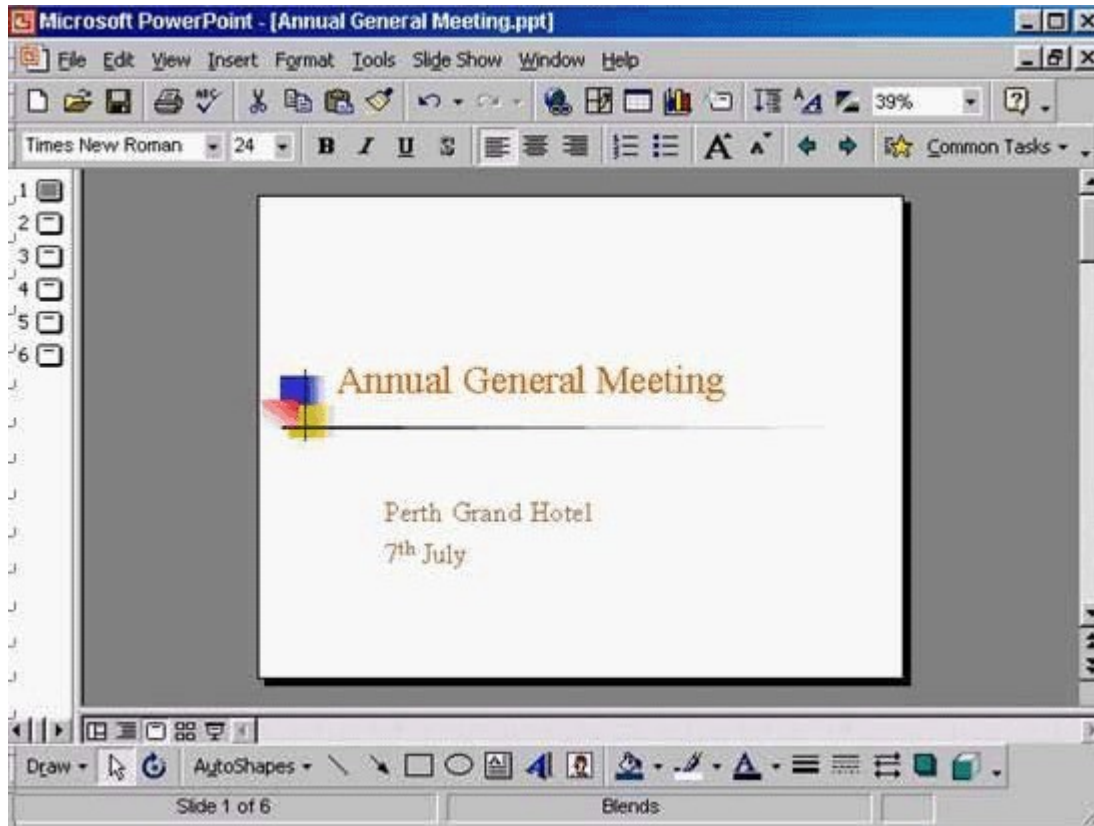 Microsoft PowerPoint - [Annual General Meeting.ppt]
File Edit View Insert Format Tools Slide Show Window Help
ABC 39%
Times New Roman 24 B I U S A A Common Tasks
1
2
3
4
5
6
Annual General Meeting
Perth Grand Hotel
7th July
Draw AutoShapes
Slide 1 of 6 Blends